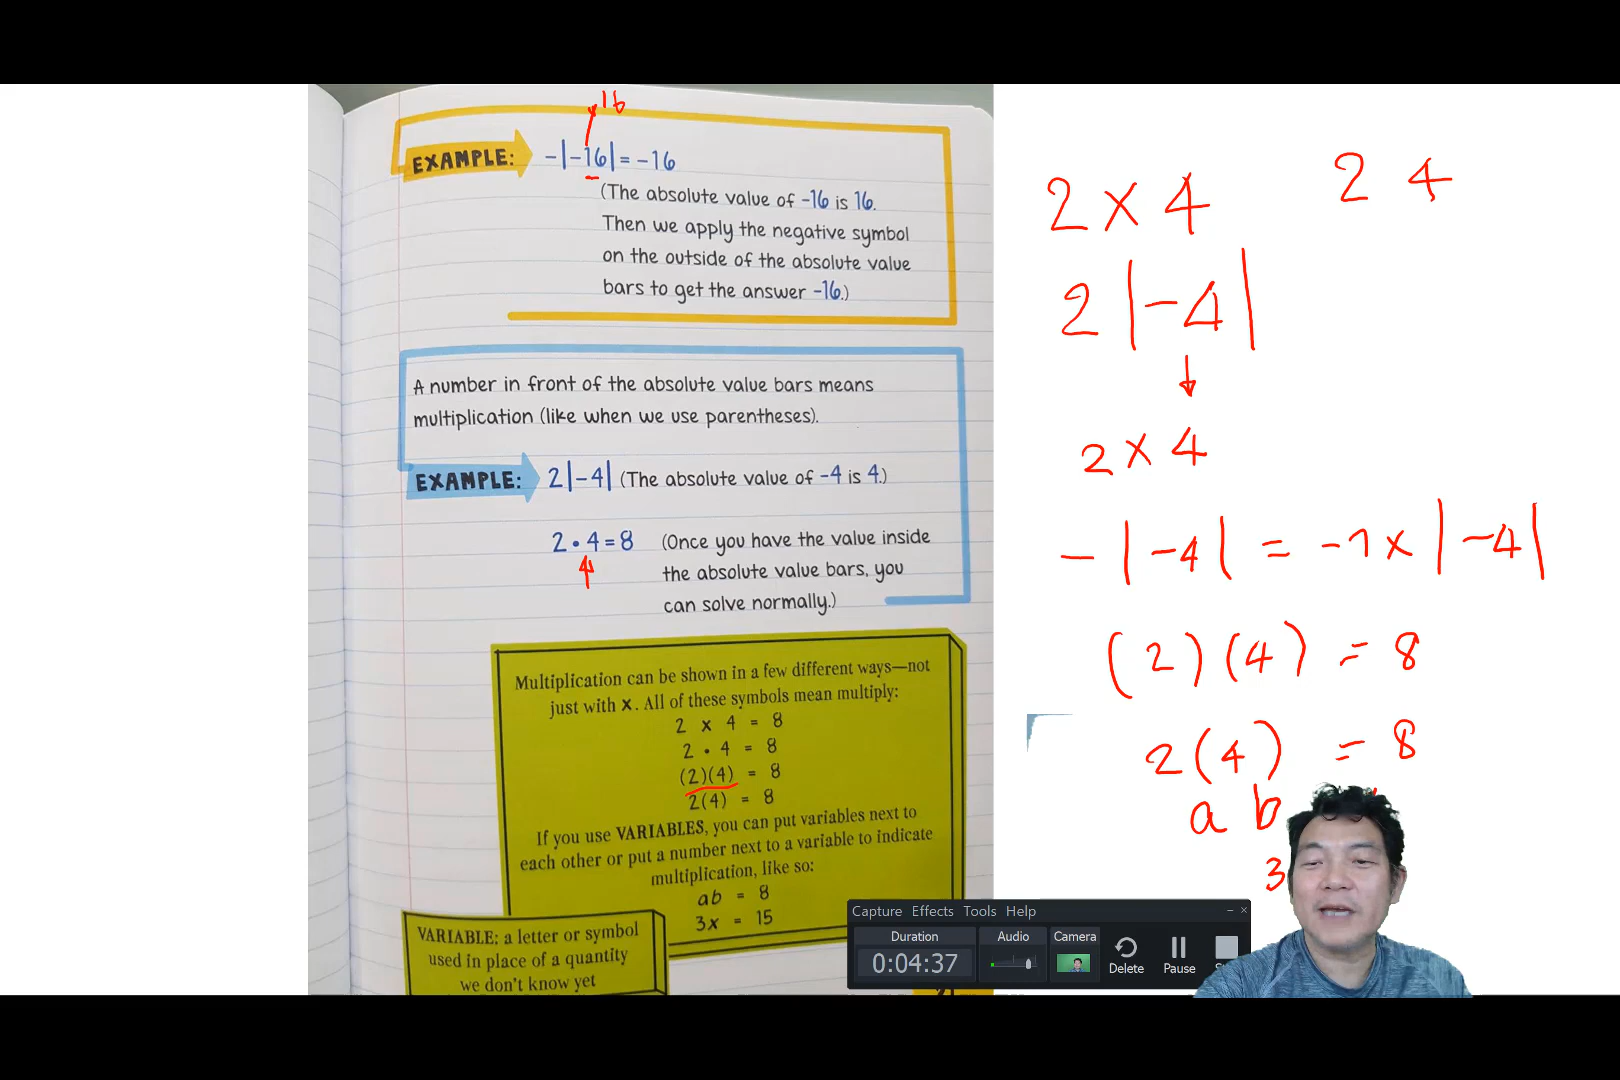 16
EXAMPLE: -|-16| = -16
(The absolute value of -16 is 16.
Then we apply the negative symbol
on the outside of the absolute value
bars to get the answer -16.)
A number in front of the absolute value bars means
multiplication (like when we use parentheses).
EXAMPLE: 2|-4| (The absolute value of -4 is 4.)
2 • 4 = 8 (Once you have the value inside
the absolute value bars, you
can solve normally.)
Multiplication can be shown in a few different ways—not
just with x. All of these symbols mean multiply:
2 x 4 = 8
2 • 4 = 8
(2)(4) = 8
2(4) = 8
If you use VARIABLES, you can put variables next to
each other or put a number next to a variable to indicate
multiplication, like so:
ab = 8
3x = 15
VARIABLE: a letter or symbol
used in place of a quantity
we don't know yet
2 x 4
2 4
2|-4|
2 x 4
-|-4| = -1 x |-4|
(2)(4) = 8
2(4) = 8
a b
3
Capture Effects Tools Help
Duration Audio Camera
0:04:37
Delete Pause